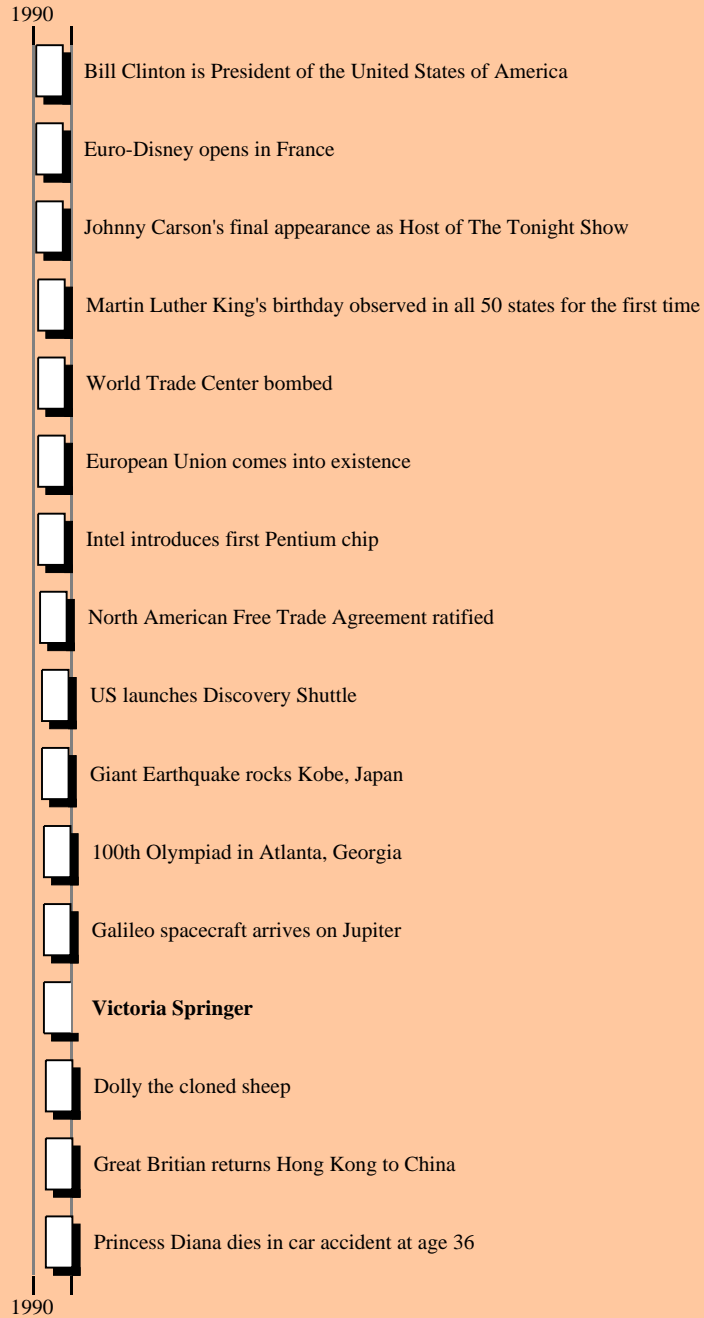 1990
Bill Clinton is President of the United States of America
Euro-Disney opens in France
Johnny Carson's final appearance as Host of The Tonight Show
Martin Luther King's birthday observed in all 50 states for the first time
World Trade Center bombed
European Union comes into existence
Intel introduces first Pentium chip
North American Free Trade Agreement ratified
US launches Discovery Shuttle
Giant Earthquake rocks Kobe, Japan
100th Olympiad in Atlanta, Georgia
Galileo spacecraft arrives on Jupiter
Victoria Springer
Dolly the cloned sheep
Great Britian returns Hong Kong to China
Princess Diana dies in car accident at age 36
1990